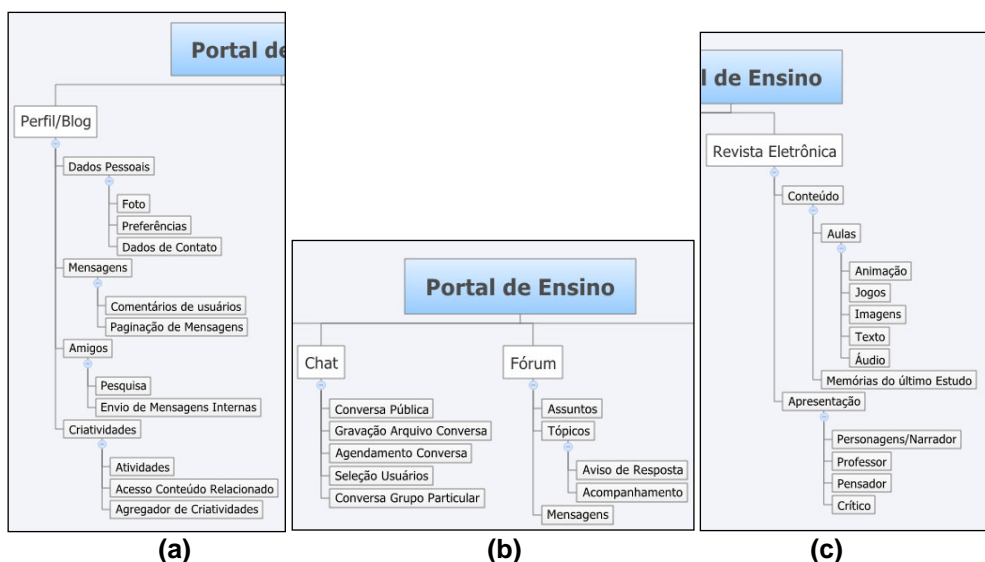 Portal de
Perfil/Blog
Dados Pessoais
Foto
Preferências
Dados de Contato
Mensagens
Comentários de usuários
Paginação de Mensagens
Amigos
Pesquisa
Envio de Mensagens Internas
Criatividades
Atividades
Acesso Conteúdo Relacionado
Agregador de Criatividades
(a)
Portal de Ensino
Chat
Conversa Pública
Gravação Arquivo Conversa
Agendamento Conversa
Seleção Usuários
Conversa Grupo Particular
Fórum
Assuntos
Tópicos
Aviso de Resposta
Acompanhamento
Mensagens
(b)
l de Ensino
Revista Eletrônica
Conteúdo
Aulas
Animação
Jogos
Imagens
Texto
Áudio
Memórias do último Estudo
Apresentação
Personagens/Narrador
Professor
Pensador
Crítico
(c)